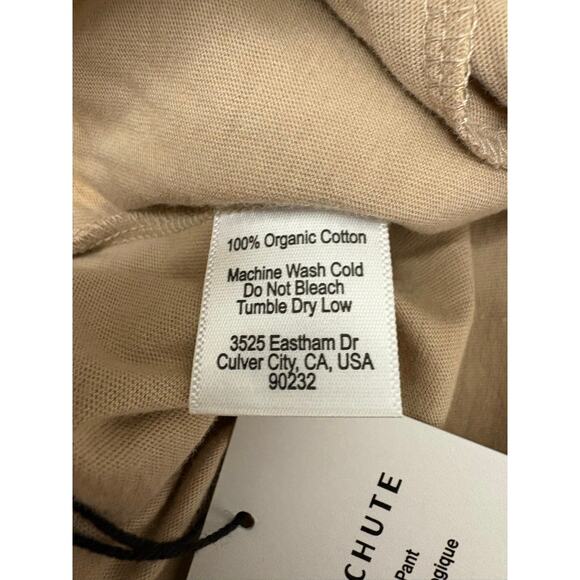 100% Organic Cotton
Machine Wash Cold
Do Not Bleach
Tumble Dry Low
3525 Eastham Dr
Culver City, CA, USA
90232
CHUTE
Pant